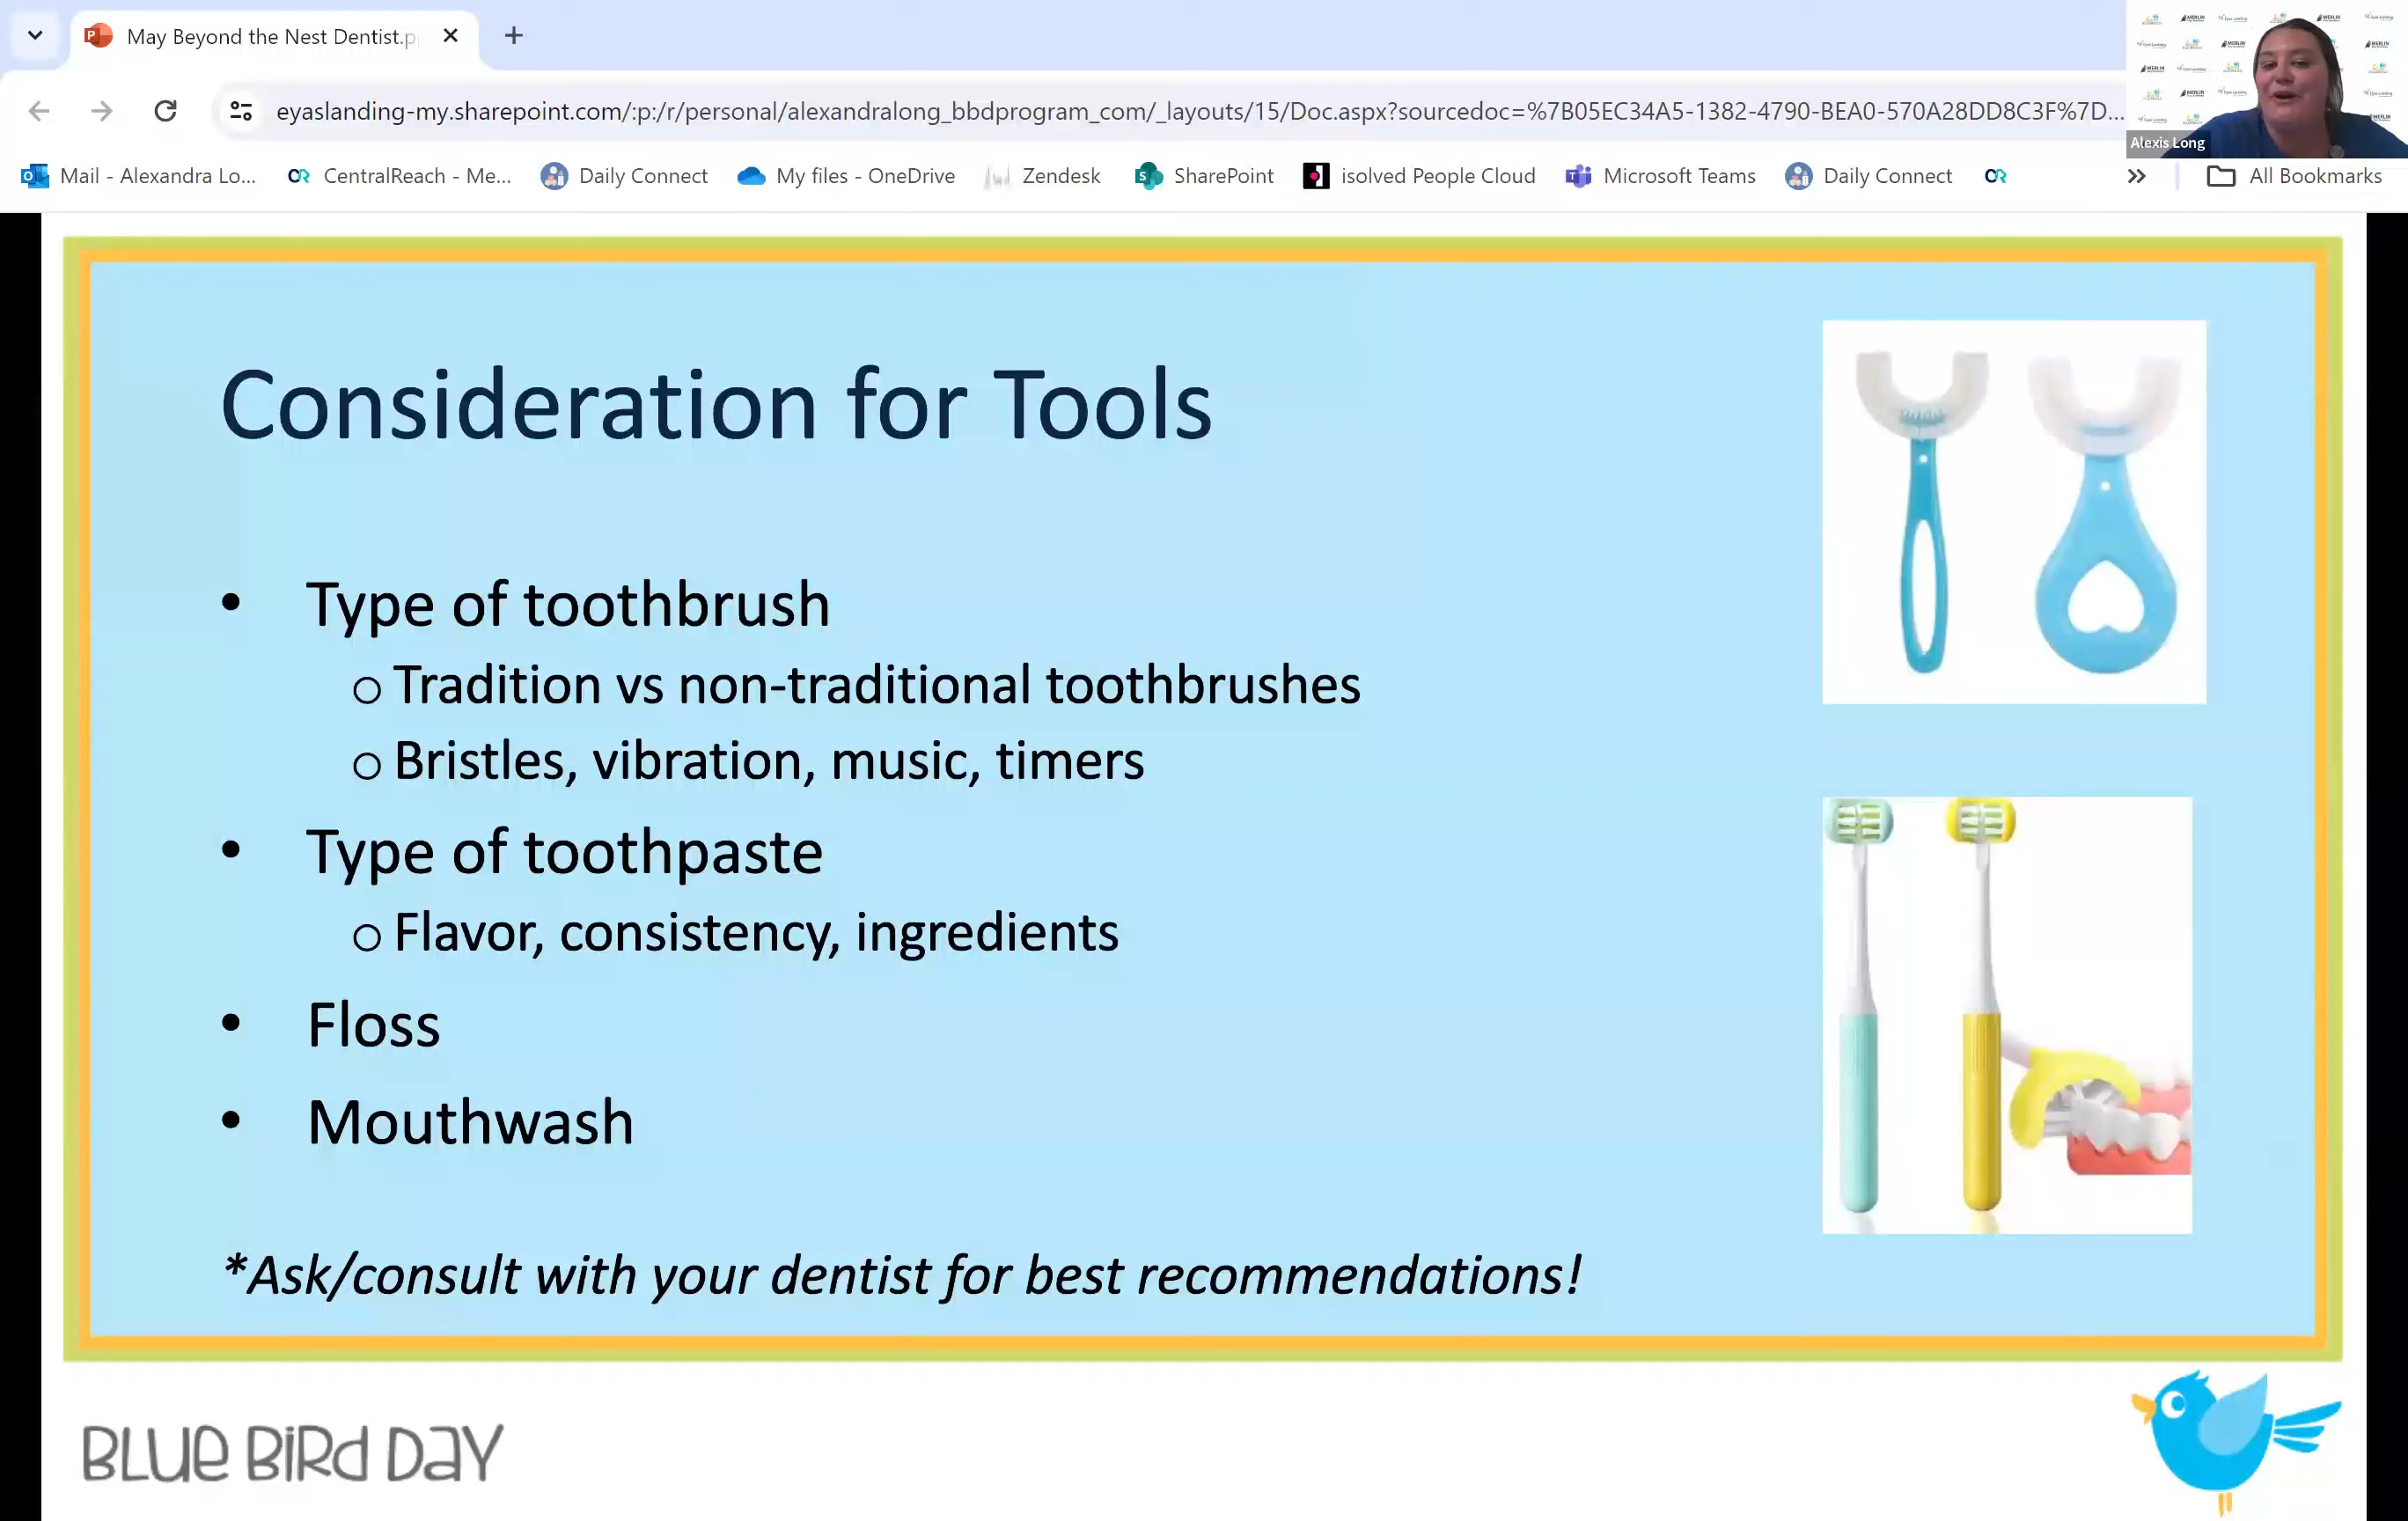 May Beyond the Nest Dentist.p
eyaslanding-my.sharepoint.com/:p:/r/personal/alexandralong_bbdprogram_com/_layouts/15/Doc.aspx?sourcedoc=%7B05EC34A5-1382-4790-BEA0-570A28DD8C3F%7D...
Alexis Long
Mail - Alexandra Lo... CentralReach - Me... Daily Connect My files - OneDrive Zendesk SharePoint isolved People Cloud Microsoft Teams Daily Connect All Bookmarks
Consideration for Tools
• Type of toothbrush
o Tradition vs non-traditional toothbrushes
o Bristles, vibration, music, timers
• Type of toothpaste
o Flavor, consistency, ingredients
• Floss
• Mouthwash
*Ask/consult with your dentist for best recommendations!
BLUE BIRD DAY